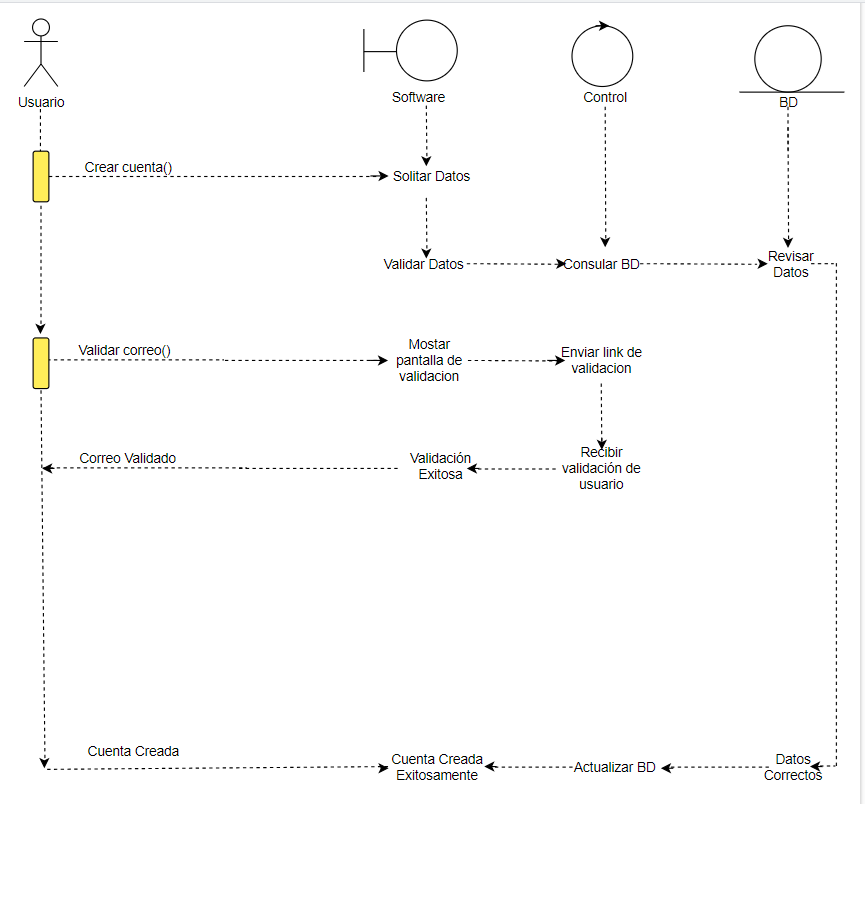 Usuario
Software
Control
BD
Crear cuenta()
Solitar Datos
Validar Datos
Consular BD
Revisar
Datos
Validar correo()
Mostar
pantalla de
validacion
Enviar link de
validacion
Correo Validado
Validación
Exitosa
Recibir
validación de
usuario
Cuenta Creada
Cuenta Creada
Exitosamente
Actualizar BD
Datos
Correctos